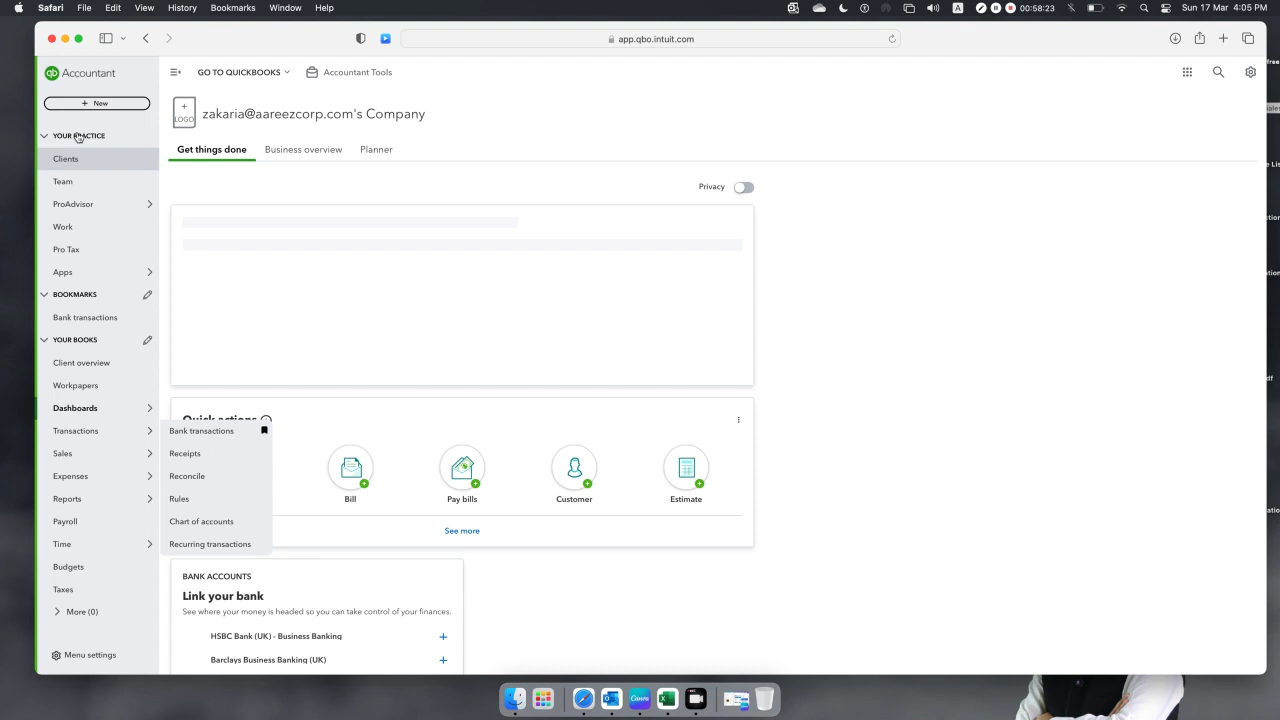 Safari File Edit View History Bookmarks Window Help
A 00:58:23 Sun 17 Mar 4:05 PM
app.qbo.intuit.com
qb Accountant
GO TO QUICKBOOKS
Accountant Tools
+ New
+ LOGO
zakaria@aareezcorp.com's Company
YOUR PRACTICE
Get things done
Business overview
Planner
Clients
Team
Privacy
ProAdvisor
Work
Pro Tax
Apps
BOOKMARKS
Bank transactions
YOUR BOOKS
Client overview
Workpapers
Dashboards
Quick actions
Transactions
Bank transactions
Sales
Receipts
Expenses
Reconcile
Reports
Rules
Bill
Pay bills
Customer
Estimate
Payroll
Chart of accounts
See more
Time
Recurring transactions
Budgets
BANK ACCOUNTS
Taxes
Link your bank
More (0)
See where your money is headed so you can take control of your finances.
HSBC Bank (UK) - Business Banking
Menu settings
Barclays Business Banking (UK)
Canva